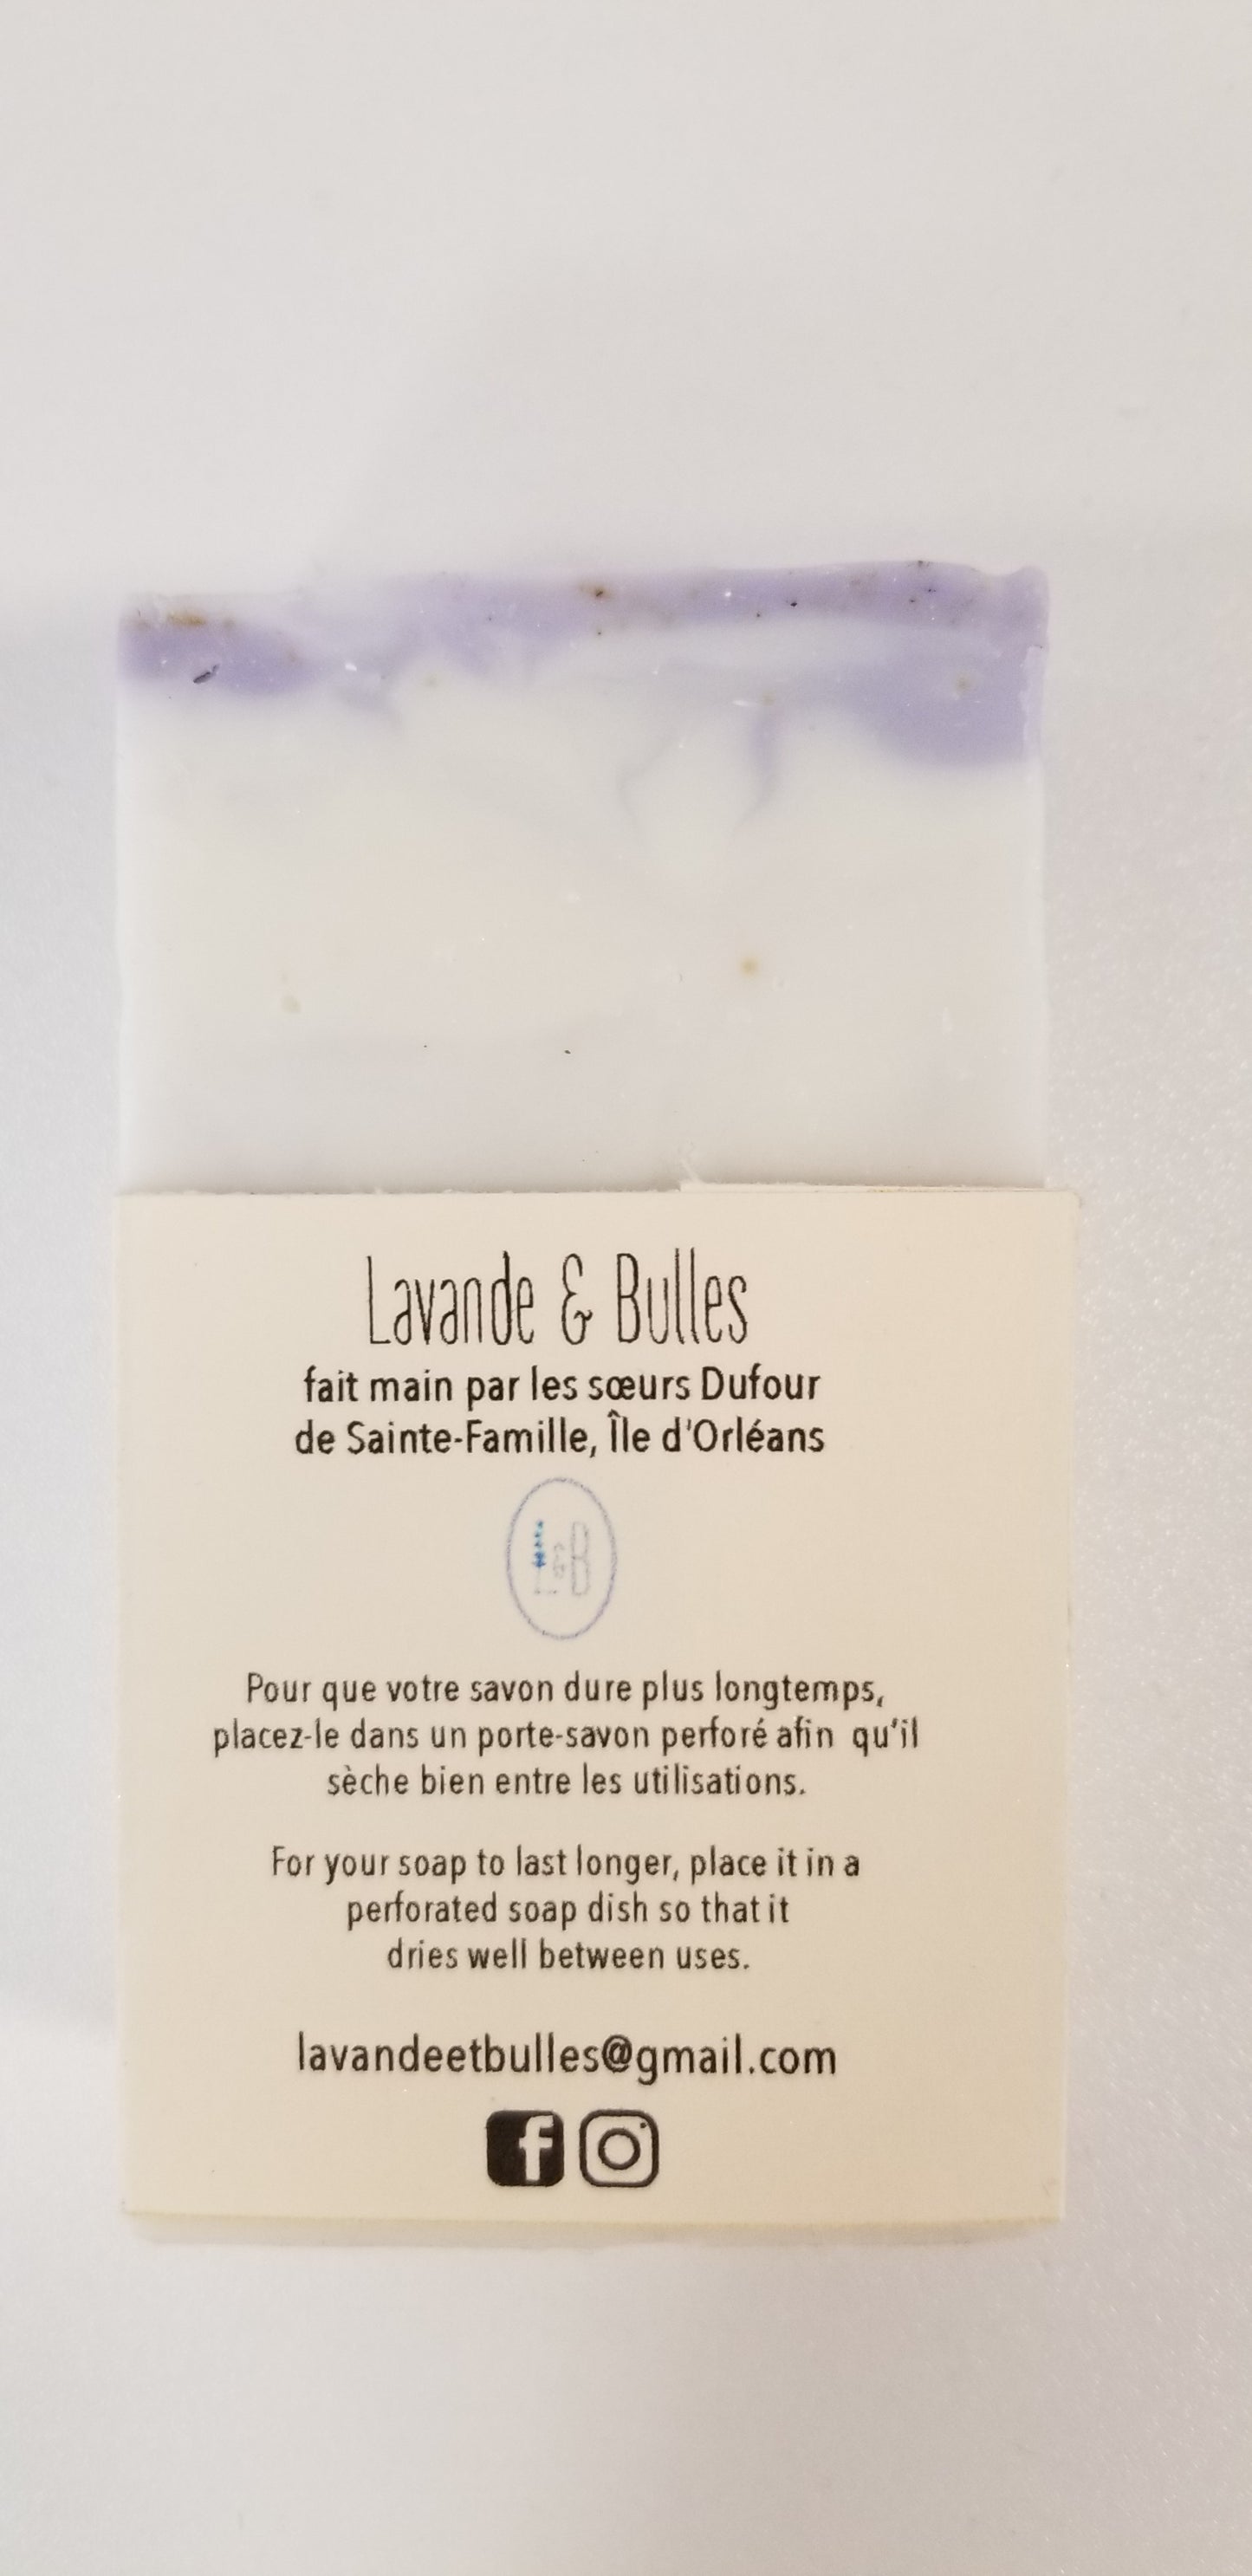 Lavande & Bulles
fait main par les sœurs Dufour
de Sainte-Famille, Île d'Orléans
L&B
Pour que votre savon dure plus longtemps,
placez-le dans un porte-savon perforé afin qu'il
sèche bien entre les utilisations.
For your soap to last longer, place it in a
perforated soap dish so that it
dries well between uses.
lavandeetbulles@gmail.com